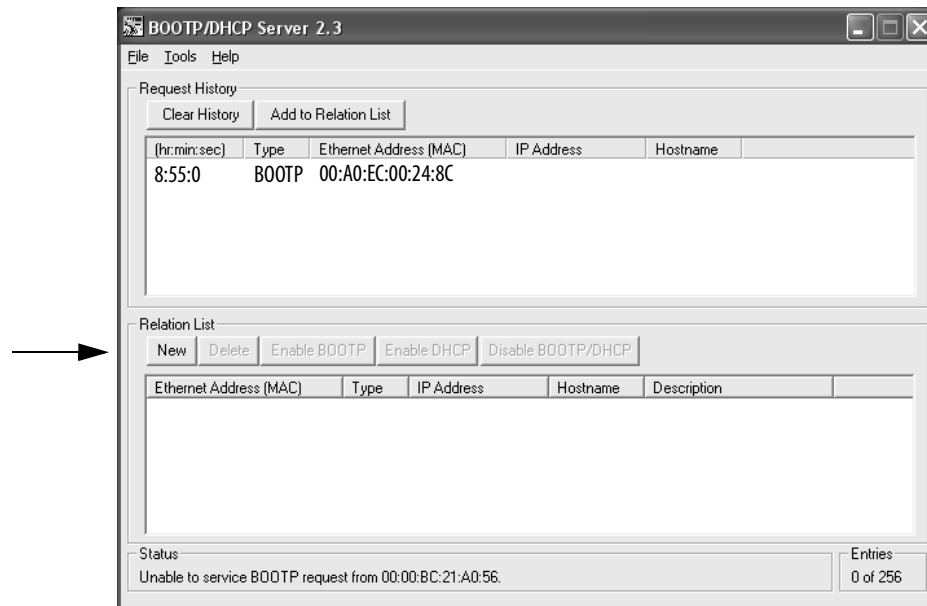 BOOTP/DHCP Server 2.3
File Tools Help
Request History
Clear History Add to Relation List
(hr:min:sec) Type Ethernet Address (MAC) IP Address Hostname
8:55:0 BOOTP 00:A0:EC:00:24:8C
Relation List
New Delete Enable BOOTP Enable DHCP Disable BOOTP/DHCP
Ethernet Address (MAC) Type IP Address Hostname Description
Status Entries
Unable to service BOOTP request from 00:00:BC:21:A0:56. 0 of 256